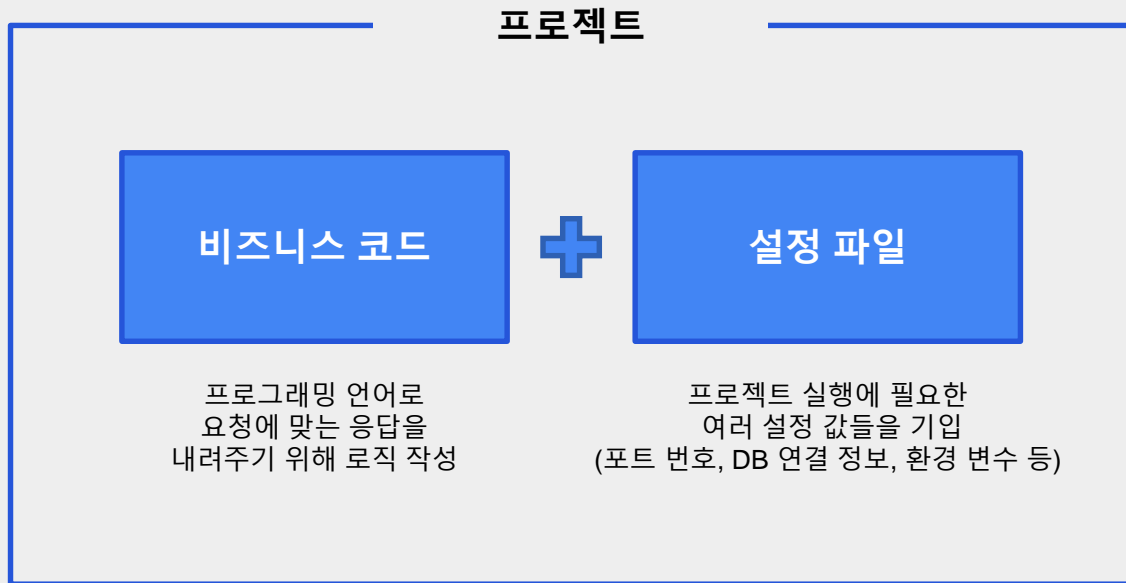 프로젝트
비즈니스 코드
설정 파일
프로그래밍 언어로
요청에 맞는 응답을
내려주기 위해 로직 작성
프로젝트 실행에 필요한
여러 설정 값들을 기입
(포트 번호, DB 연결 정보, 환경 변수 등)